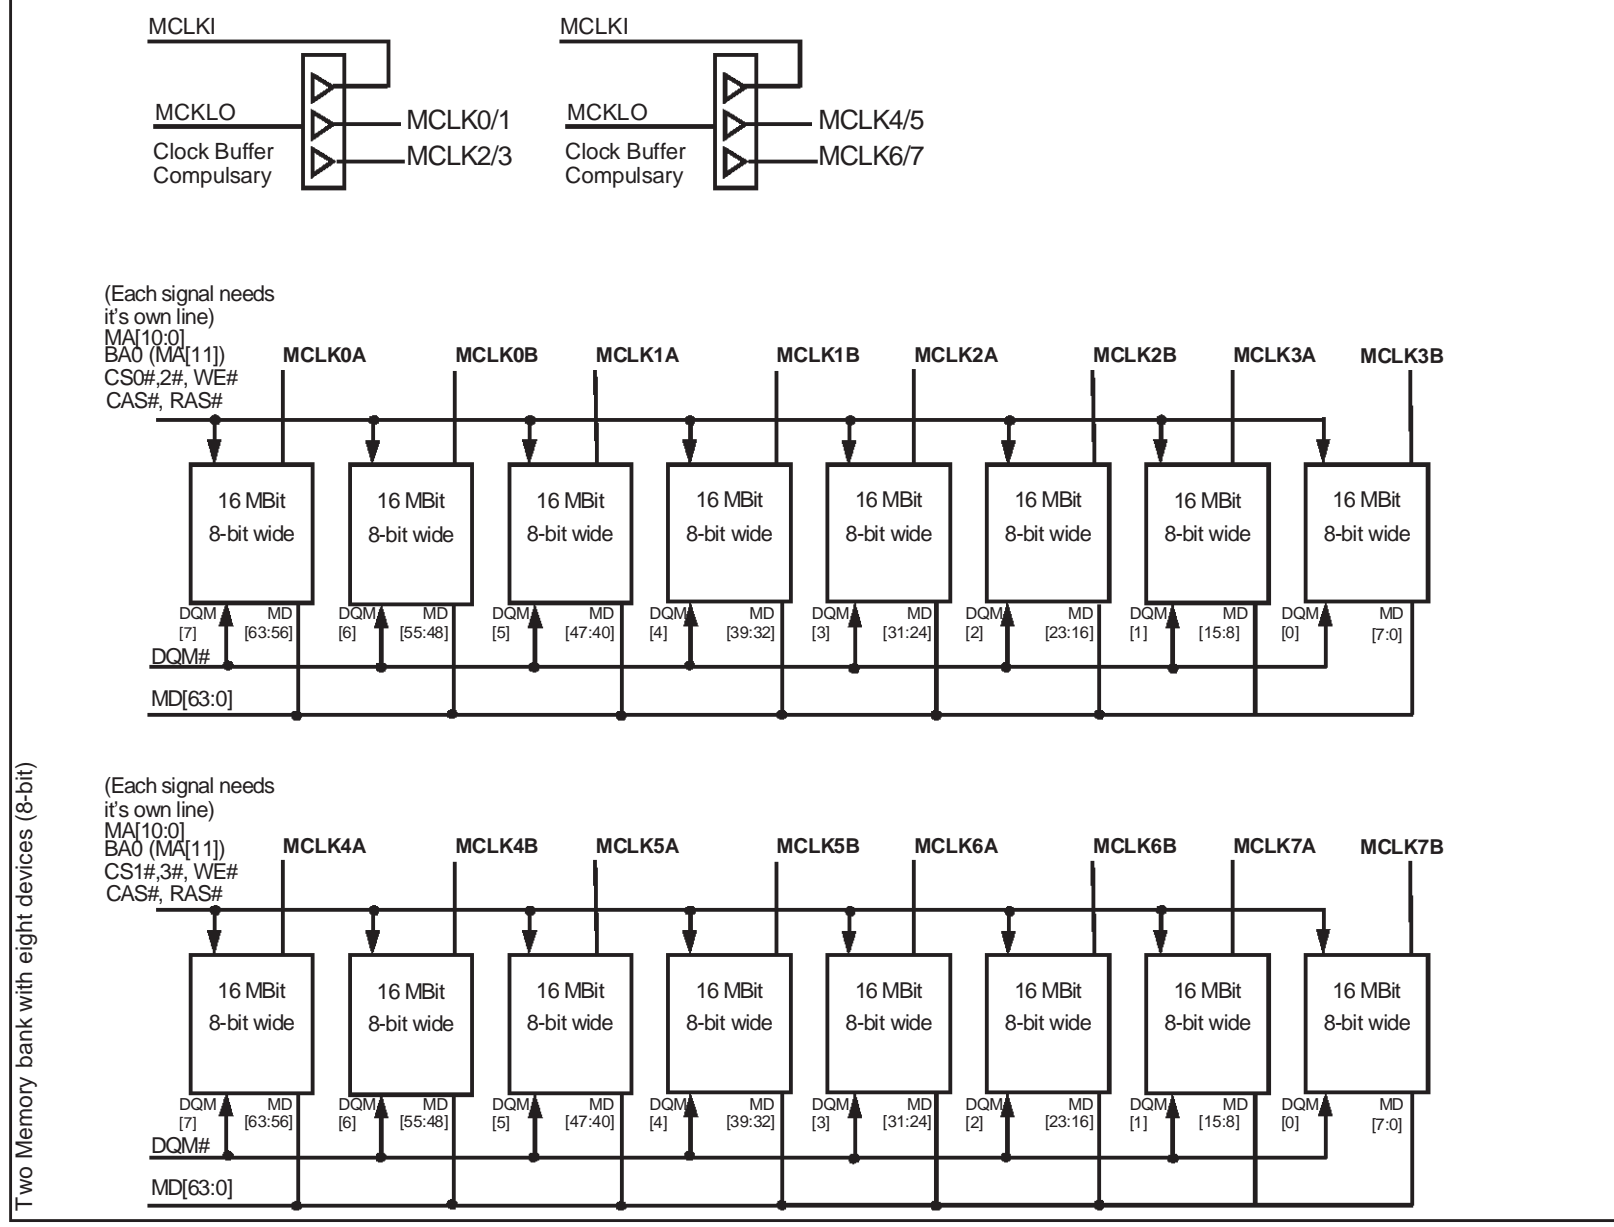 MCLKI
MCKLO
Clock Buffer
Compulsary
MCLK0/1
MCLK2/3
MCLKI
MCKLO
Clock Buffer
Compulsary
MCLK4/5
MCLK6/7
(Each signal needs
it's own line)
MA[10:0]
BA0 (MA[11])
CS0#,2#, WE#
CAS#, RAS#
MCLK0A MCLK0B MCLK1A MCLK1B MCLK2A MCLK2B MCLK3A MCLK3B
16 MBit 16 MBit 16 MBit 16 MBit 16 MBit 16 MBit 16 MBit 16 MBit
8-bit wide 8-bit wide 8-bit wide 8-bit wide 8-bit wide 8-bit wide 8-bit wide 8-bit wide
DQM MD DQM MD DQM MD DQM MD DQM MD DQM MD DQM MD DQM MD
[7] [63:56] [6] [55:48] [5] [47:40] [4] [39:32] [3] [31:24] [2] [23:16] [1] [15:8] [0] [7:0]
DQM#
MD[63:0]
(Each signal needs
it's own line)
MA[10:0]
BA0 (MA[11])
CS1#,3#, WE#
CAS#, RAS#
MCLK4A MCLK4B MCLK5A MCLK5B MCLK6A MCLK6B MCLK7A MCLK7B
16 MBit 16 MBit 16 MBit 16 MBit 16 MBit 16 MBit 16 MBit 16 MBit
8-bit wide 8-bit wide 8-bit wide 8-bit wide 8-bit wide 8-bit wide 8-bit wide 8-bit wide
DQM MD DQM MD DQM MD DQM MD DQM MD DQM MD DQM MD DQM MD
[7] [63:56] [6] [55:48] [5] [47:40] [4] [39:32] [3] [31:24] [2] [23:16] [1] [15:8] [0] [7:0]
DQM#
MD[63:0]
Two Memory bank with eight devices (8-bit)